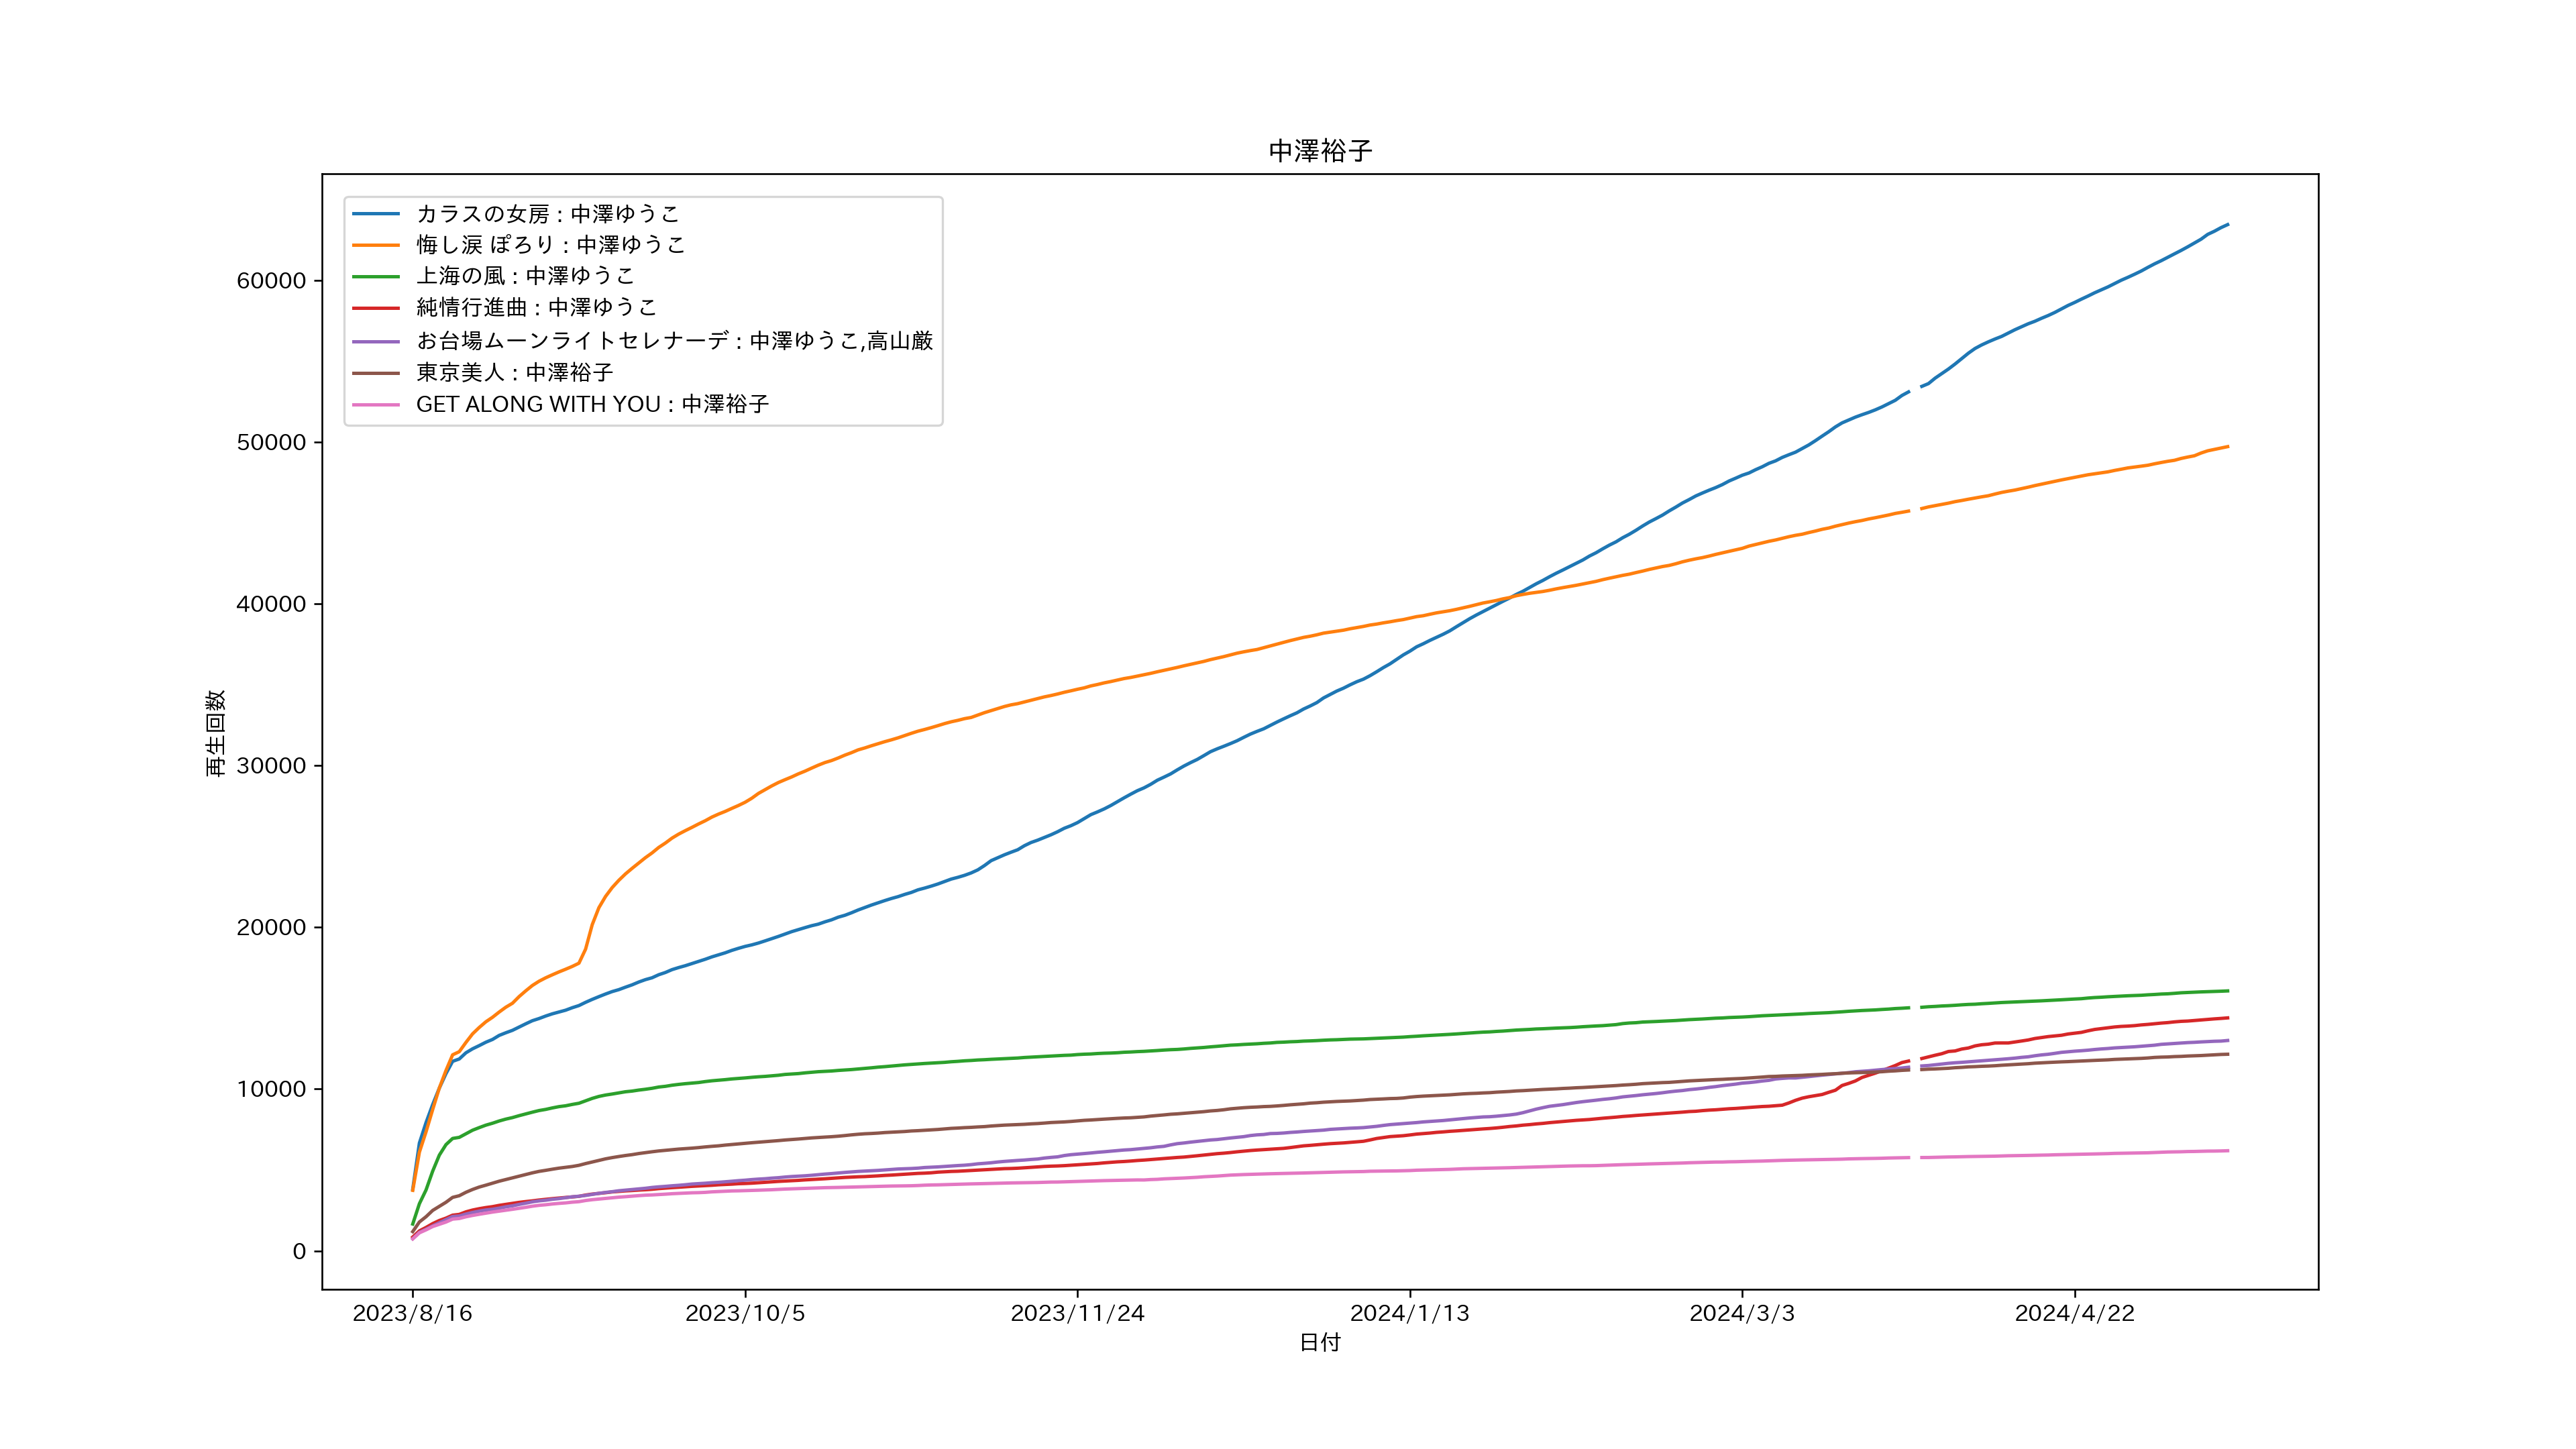 中澤裕子
カラスの女房 : 中澤ゆうこ
悔し涙 ぽろり : 中澤ゆうこ
上海の風 : 中澤ゆうこ
純情行進曲 : 中澤ゆうこ
お台場ムーンライトセレナーデ : 中澤ゆうこ,高山厳
東京美人 : 中澤裕子
GET ALONG WITH YOU : 中澤裕子
再生回数
60000
50000
40000
30000
20000
10000
0
2023/8/16
2023/10/5
2023/11/24
2024/1/13
2024/3/3
2024/4/22
日付